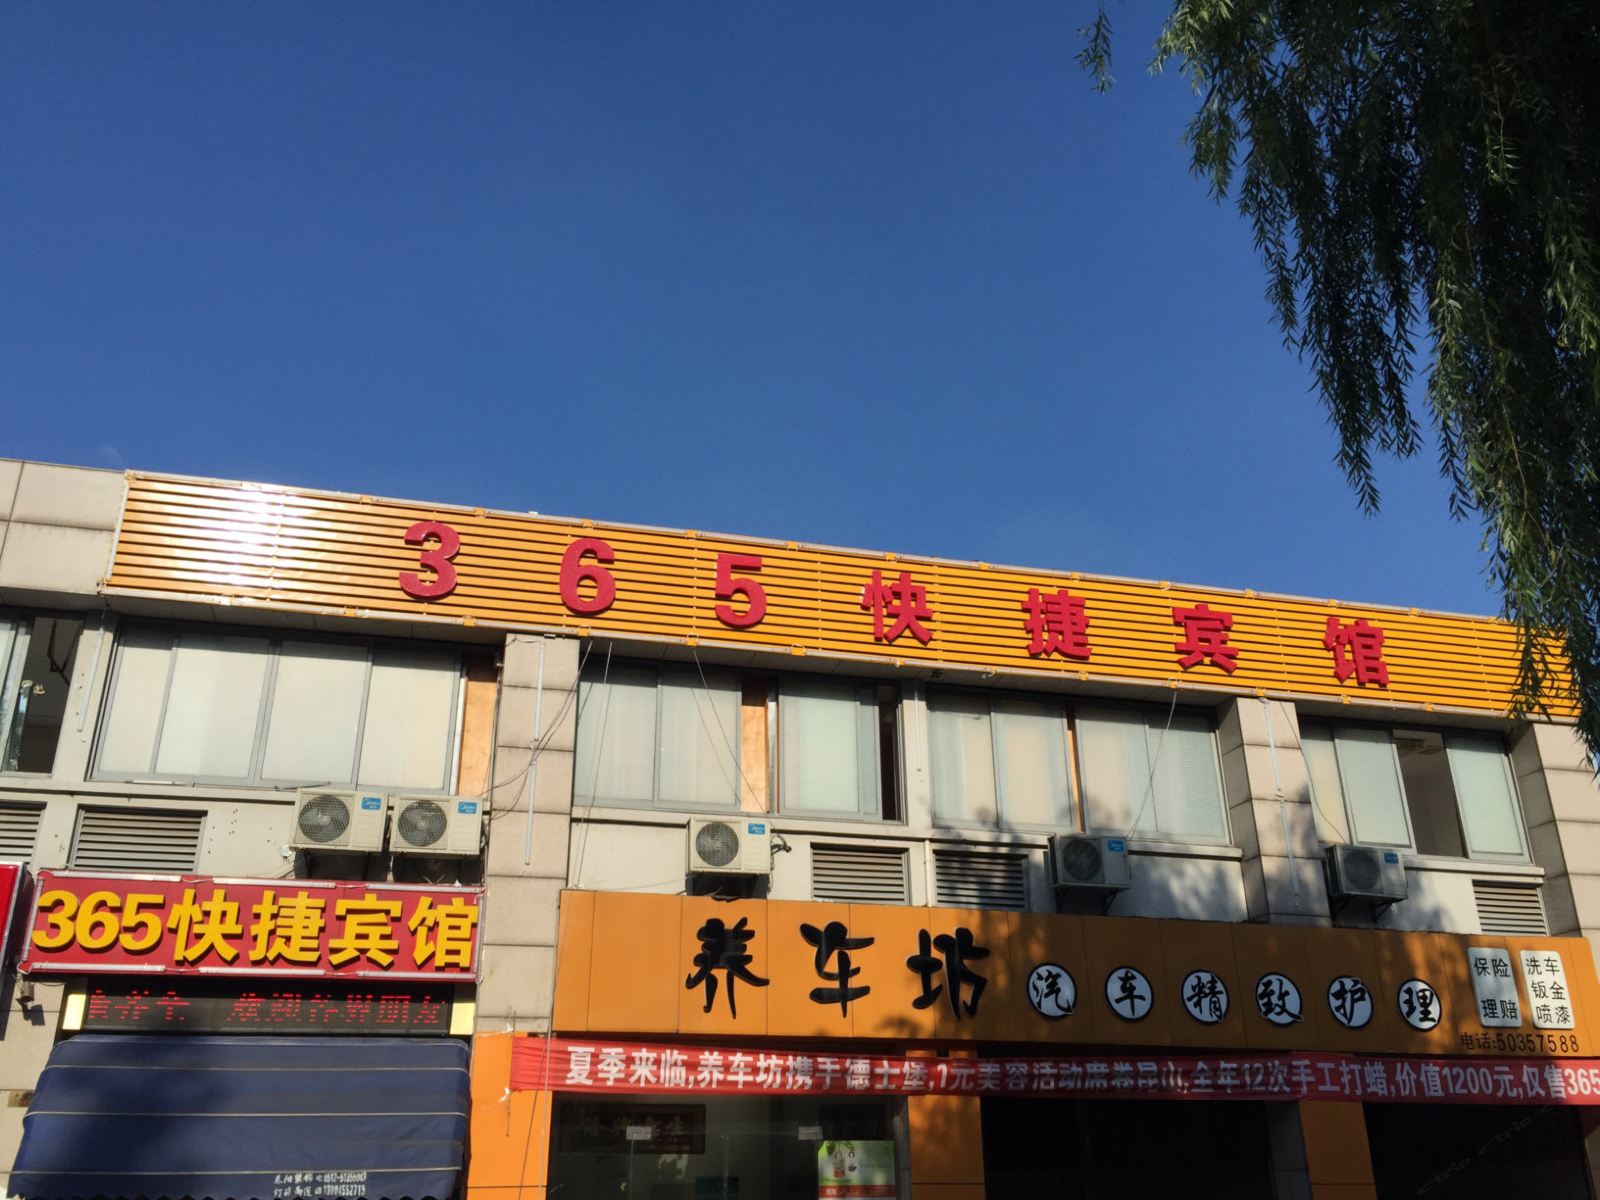 365快捷宾馆
365快捷宾馆
养车坊 汽车精致护理
保险
理赔
洗车
钣金
喷漆
电话:50357588
夏季来临,养车坊携手德士堡,1元美容活动席卷昆山,全年12次手工打蜡,价值1200元,仅售365